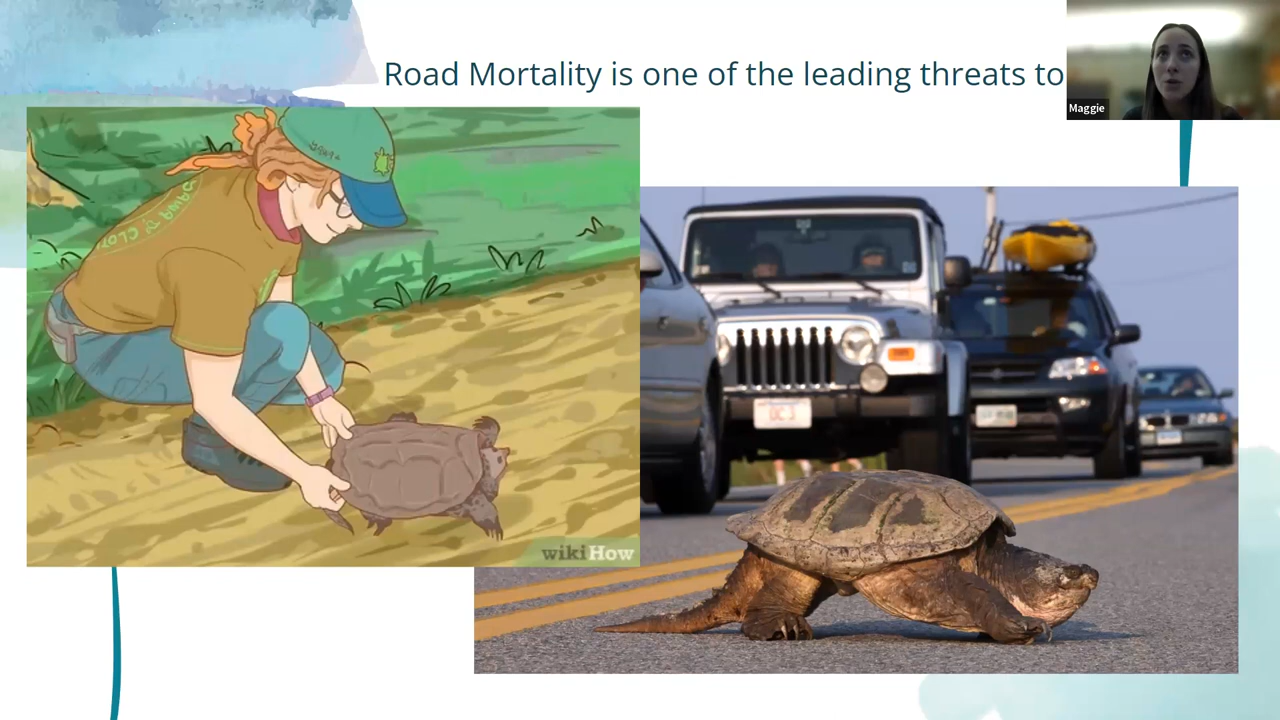 Road Mortality is one of the leading threats to
Maggie
wikiHow